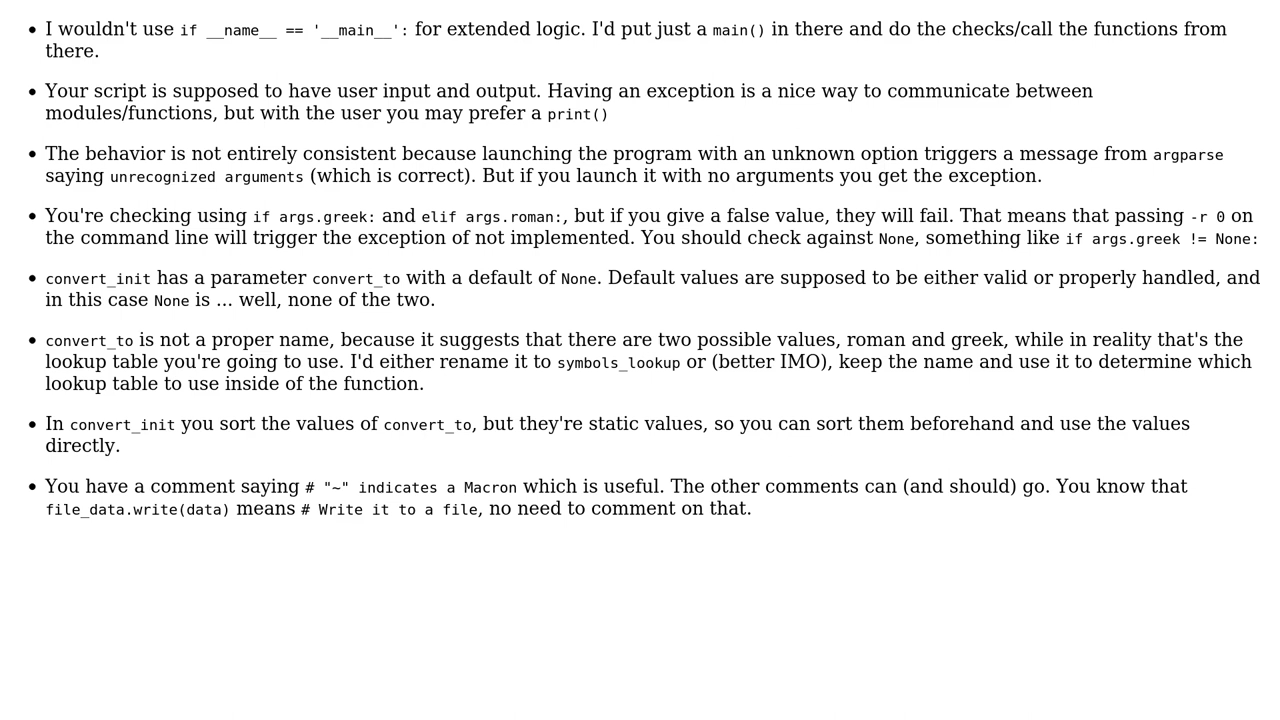 • I wouldn't use if __name__ == '__main__': for extended logic. I'd put just a main() in there and do the checks/call the functions from
there.
• Your script is supposed to have user input and output. Having an exception is a nice way to communicate between
modules/functions, but with the user you may prefer a print()
• The behavior is not entirely consistent because launching the program with an unknown option triggers a message from argparse
saying unrecognized arguments (which is correct). But if you launch it with no arguments you get the exception.
• You're checking using if args.greek: and elif args.roman:, but if you give a false value, they will fail. That means that passing -r 0 on
the command line will trigger the exception of not implemented. You should check against None, something like if args.greek != None:
• convert_init has a parameter convert_to with a default of None. Default values are supposed to be either valid or properly handled, and
in this case None is ... well, none of the two.
• convert_to is not a proper name, because it suggests that there are two possible values, roman and greek, while in reality that's the
lookup table you're going to use. I'd either rename it to symbols_lookup or (better IMO), keep the name and use it to determine which
lookup table to use inside of the function.
• In convert_init you sort the values of convert_to, but they're static values, so you can sort them beforehand and use the values
directly.
• You have a comment saying # "~" indicates a Macron which is useful. The other comments can (and should) go. You know that
file_data.write(data) means # Write it to a file, no need to comment on that.